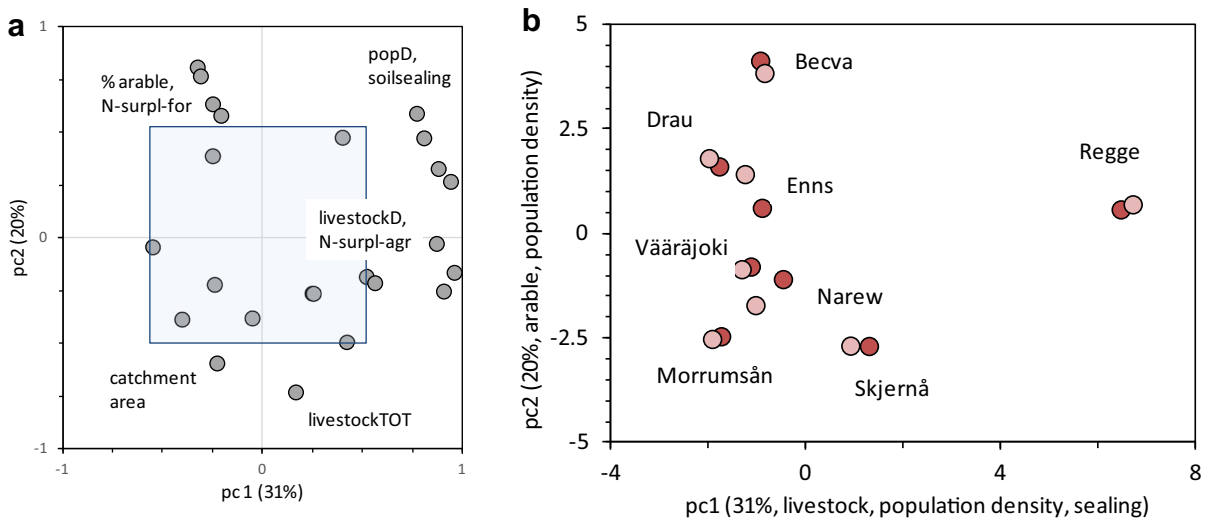 a
1
% arable,
N-surpl-for
popD,
soilsealing
livestockD,
N-surpl-agr
0
catchment
area
livestockTOT
-1
-1
0
1
pc2 (20%)
pc1 (31%)
b
5
2.5
0
-2.5
-5
Becva
Drau
Regge
Enns
Vääräjoki
Narew
Morrumsån
Skjernå
-4
0
4
8
pc2 (20%, arable, population density)
pc1 (31%, livestock, population density, sealing)